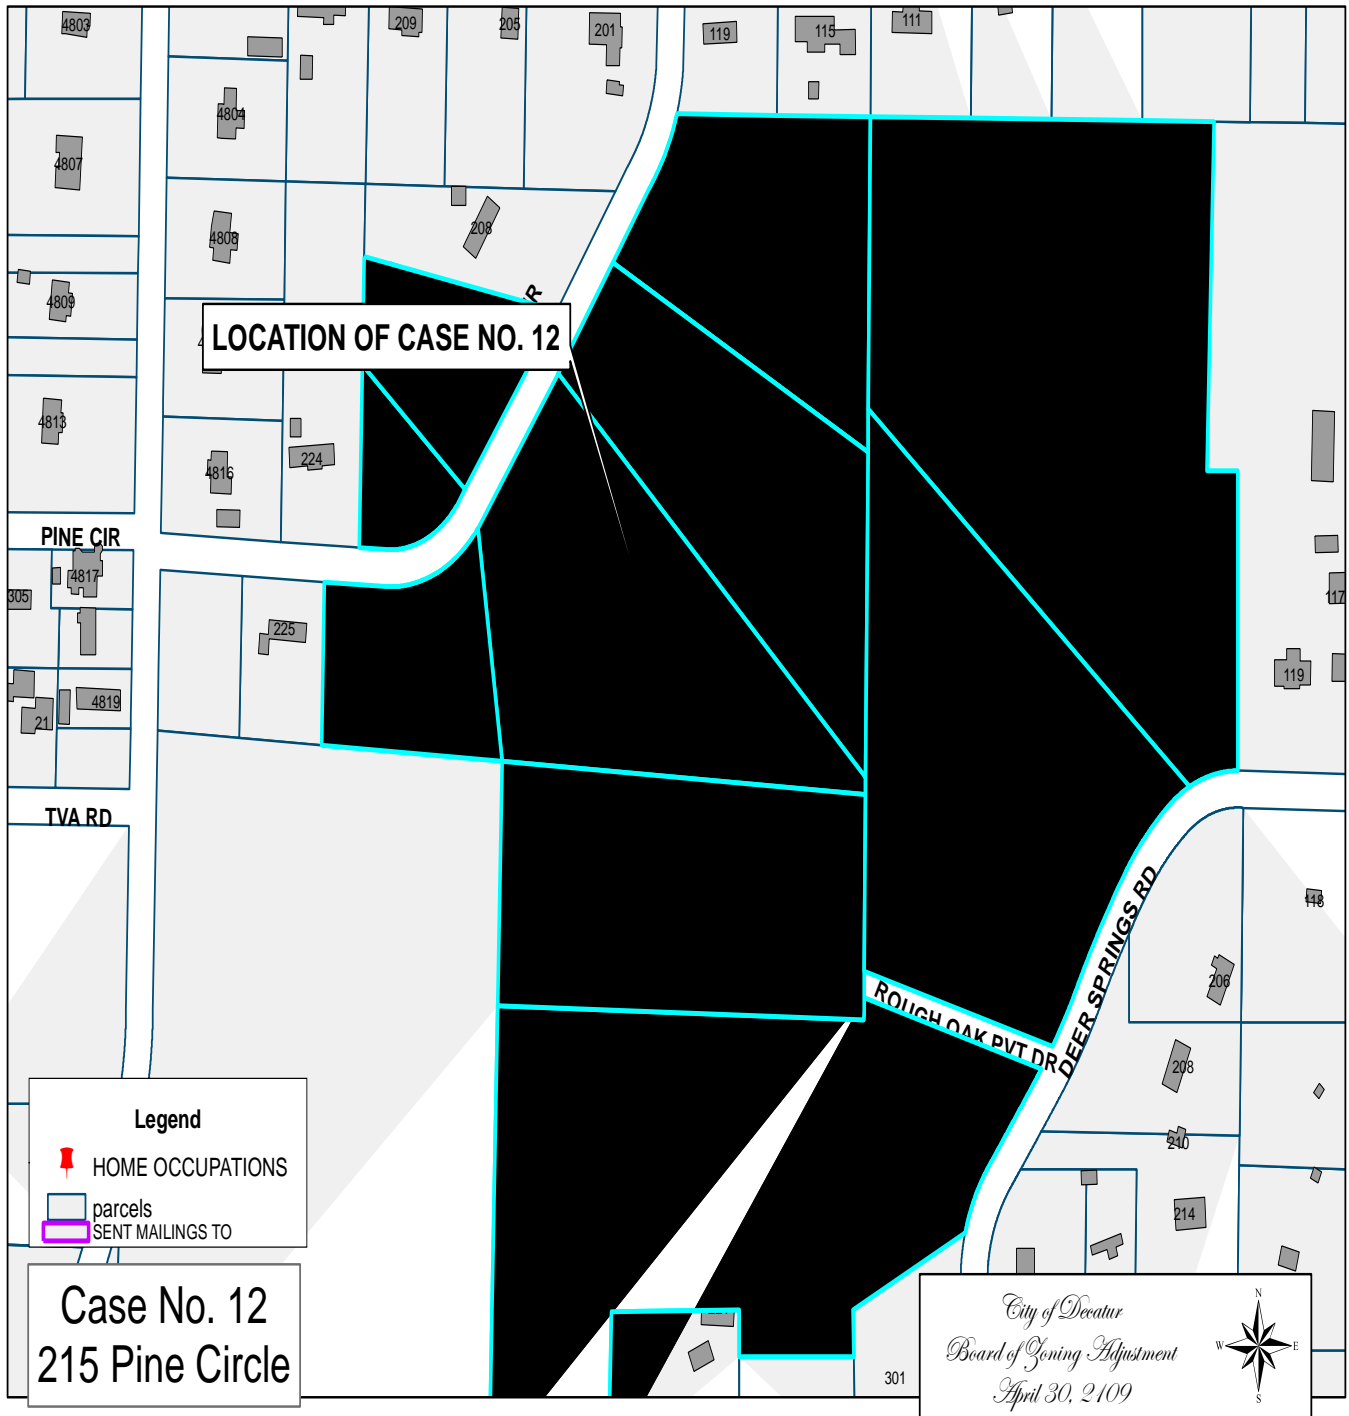 4803
209
205
201
119
115
111
4804
4807
4808
208
4809
R
LOCATION OF CASE NO. 12
4813
4816
224
PINE CIR
4817
305
117
225
119
4819
21
TVA RD
118
DEER SPRINGS RD
206
ROUGH OAK PVT DR
208
210
214
Legend
HOME OCCUPATIONS
parcels
SENT MAILINGS TO
Case No. 12
215 Pine Circle
301
City of Decatur
Board of Zoning Adjustment
April 30, 2109
N
W E
S